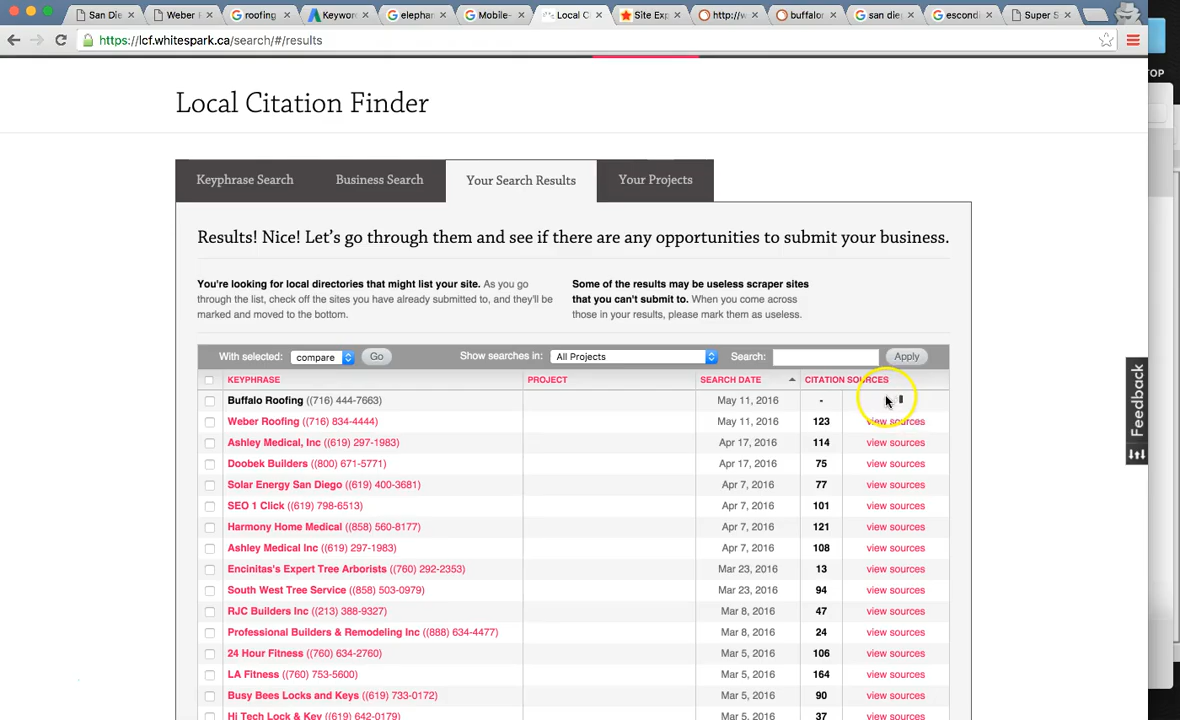 San Die
Weber
roofing
Keywor
elephar
Mobile-
Local C
Site Exp
http://w
buffalor
san die
escondi
Super S
https://lcf.whitespark.ca/search/#/results
TOP
Local Citation Finder
Keyphrase Search Business Search Your Search Results Your Projects
Results! Nice! Let's go through them and see if there are any opportunities to submit your business.
You're looking for local directories that might list your site. As you
go through the list, check off the sites you have already submitted to, and they'll be
marked and moved to the bottom.
Some of the results may be useless scraper sites
that you can't submit to. When you come across
those in your results, please mark them as useless.
With selected: compare Go Show searches in: All Projects Search: Apply
KEYPHRASE PROJECT SEARCH DATE CITATION SOURCES
Buffalo Roofing ((716) 444-7663) May 11, 2016 -
Weber Roofing ((716) 834-4444) May 11, 2016 123 view sources
Ashley Medical, Inc ((619) 297-1983) Apr 17, 2016 114 view sources
Doobek Builders ((800) 671-5771) Apr 17, 2016 75 view sources
Solar Energy San Diego ((619) 400-3681) Apr 7, 2016 77 view sources
SEO 1 Click ((619) 798-6513) Apr 7, 2016 101 view sources
Harmony Home Medical ((858) 560-8177) Apr 7, 2016 121 view sources
Ashley Medical Inc ((619) 297-1983) Apr 7, 2016 108 view sources
Encinitas's Expert Tree Arborists ((760) 292-2353) Mar 23, 2016 13 view sources
South West Tree Service ((858) 503-0979) Mar 23, 2016 94 view sources
RJC Builders Inc ((213) 388-9327) Mar 8, 2016 47 view sources
Professional Builders & Remodeling Inc ((888) 634-4477) Mar 8, 2016 24 view sources
24 Hour Fitness ((760) 634-2760) Mar 5, 2016 106 view sources
LA Fitness ((760) 753-5600) Mar 5, 2016 164 view sources
Busy Bees Locks and Keys ((619) 733-0172) Mar 5, 2016 90 view sources
Hi Tech Lock & Key ((619) 642-0179) Mar 5, 2016 37 view sources
Feedback